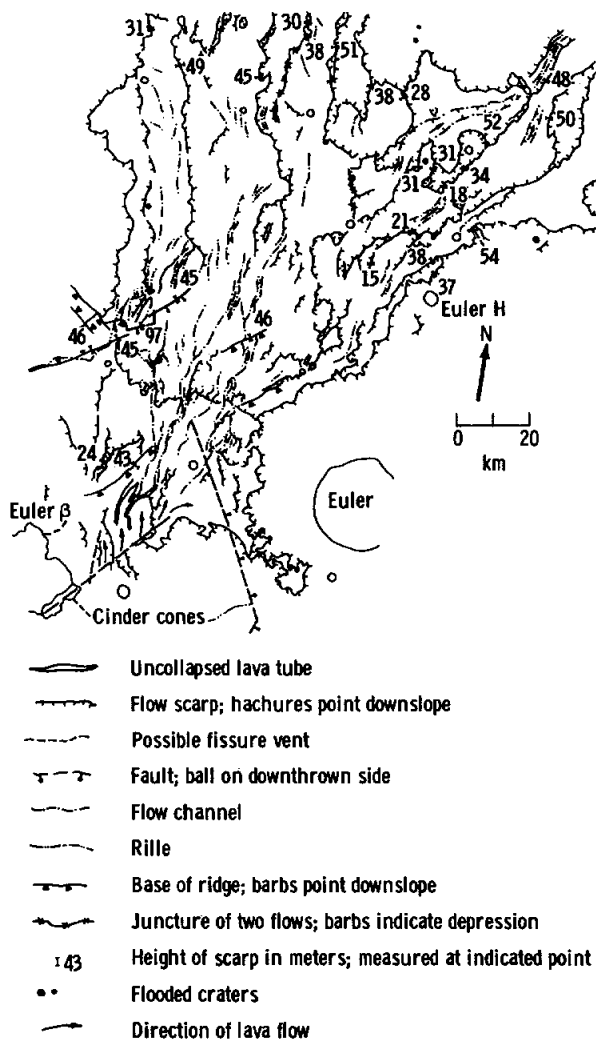 31
30
49
45
38
51
38
28
48
50
52
31
31
34
18
21
38
15
54
37
Euler H
N
0 20
km
45
46
97
45
46
24
43
Euler β
Euler
Cinder cones
Uncollapsed lava tube
Flow scarp; hachures point downslope
Possible fissure vent
Fault; ball on downthrown side
Flow channel
Rille
Base of ridge; barbs point downslope
Juncture of two flows; barbs indicate depression
43 Height of scarp in meters; measured at indicated point
Flooded craters
Direction of lava flow